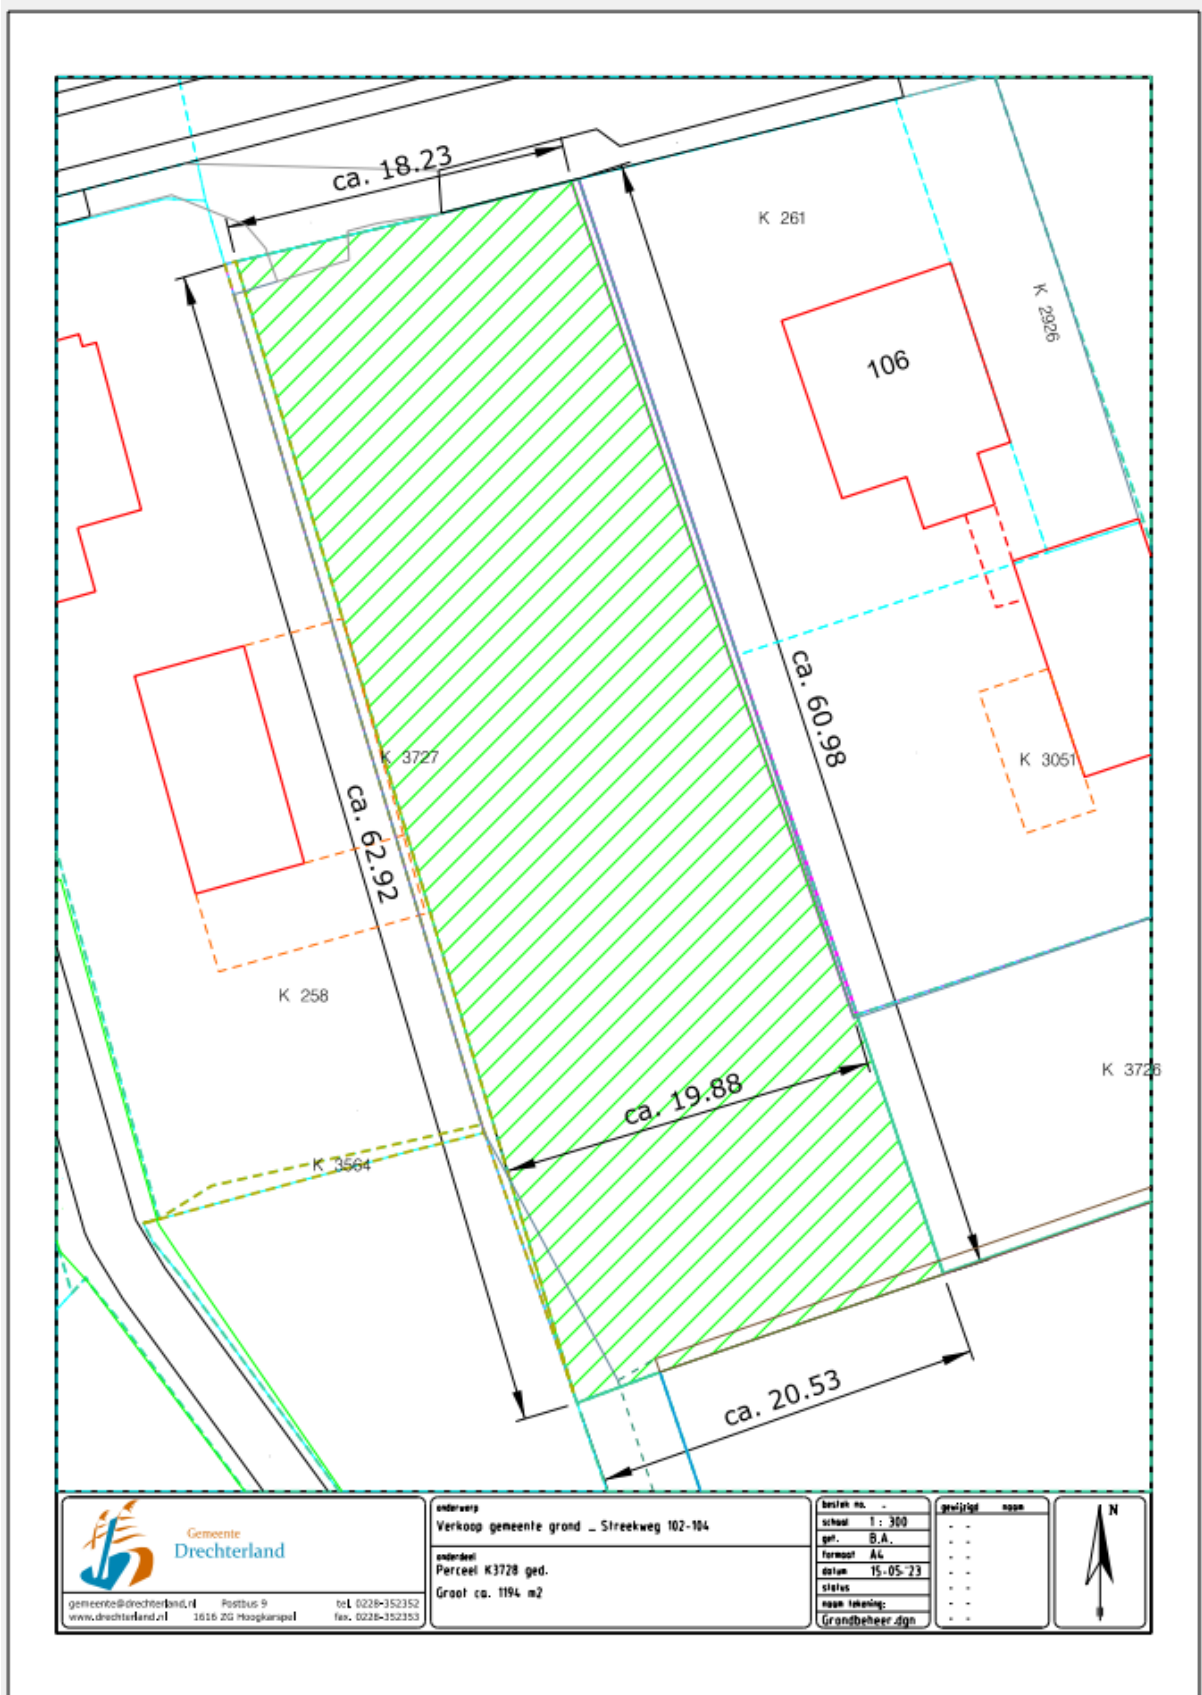 ca. 18.23
K 261
K 2926
106
ca. 60.98
K 3727
K 3051
ca. 62.92
K 258
K 3726
ca. 19.88
K 3564
ca. 20.53
Gemeente
Drechterland
gemeente@drechterland.nl Postbus 9 tel. 0228-352352
www.drechterland.nl 1616 ZG Hoogkarspel fax. 0228-352353
onderwerp
Verkoop gemeente grond _ Streekweg 102-104
onderdeel
Perceel K3728 ged.
Groot ca. 1194 m2
bestek no. -
schaal 1 : 300
get. B.A.
formaat A4
datum 15-05-'23
status
naam tekening:
Grondbeheer.dgn
gewijzigd naam
- -
- -
- -
- -
- -
- -
- -
N